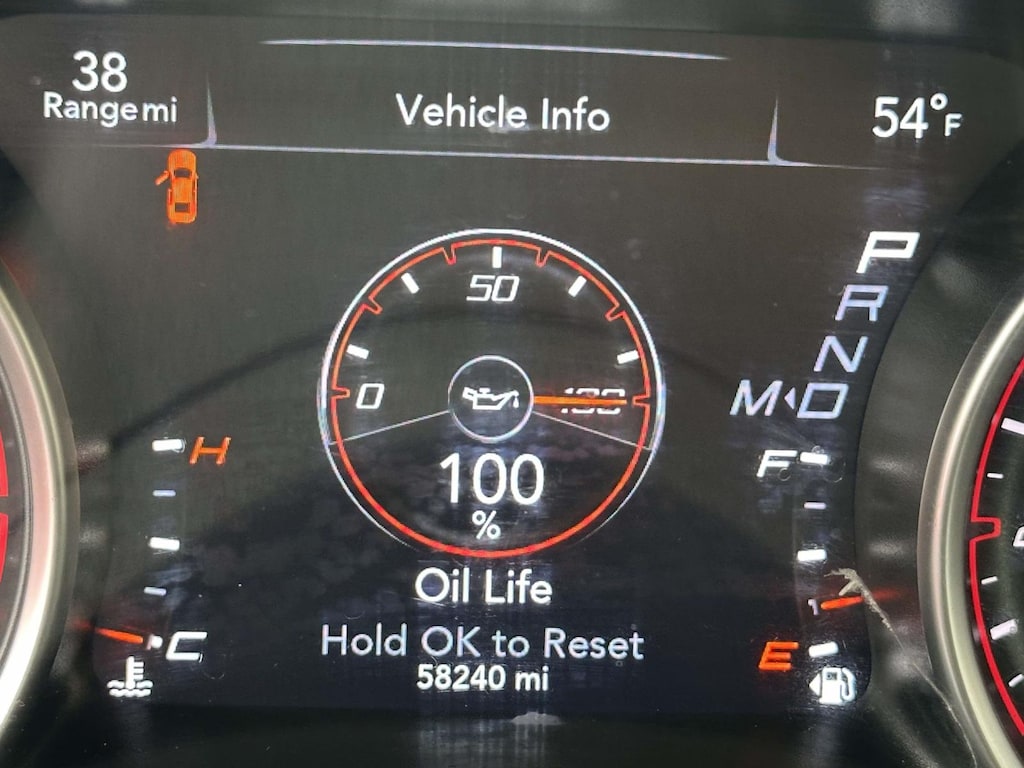 38
Range mi
Vehicle Info
54°F
P
R
N
M D
50
0
100
H
F
100
%
Oil Life
C
Hold OK to Reset
E
58240 mi